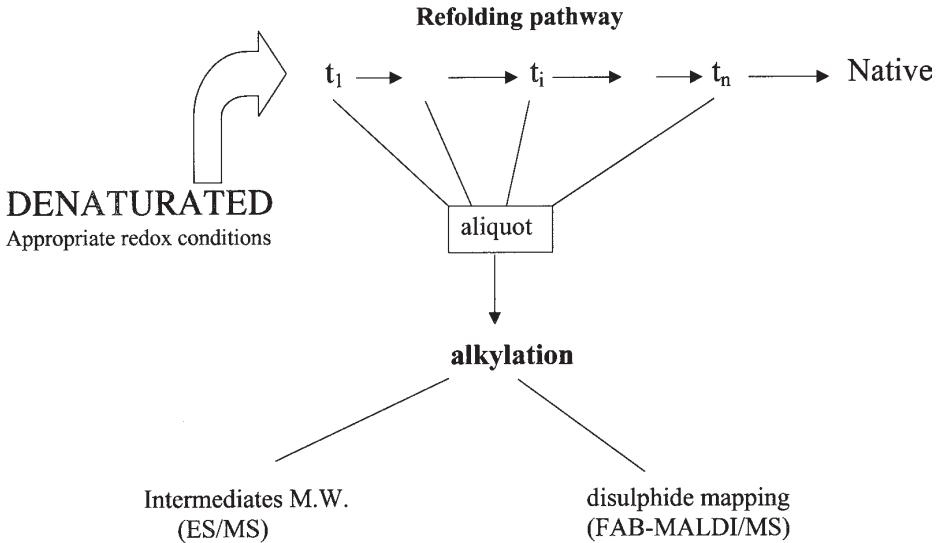 Refolding pathway
t1 ti tn Native
DENATURATED
Appropriate redox conditions
aliquot
alkylation
Intermediates M.W.
(ES/MS)
disulphide mapping
(FAB-MALDI/MS)